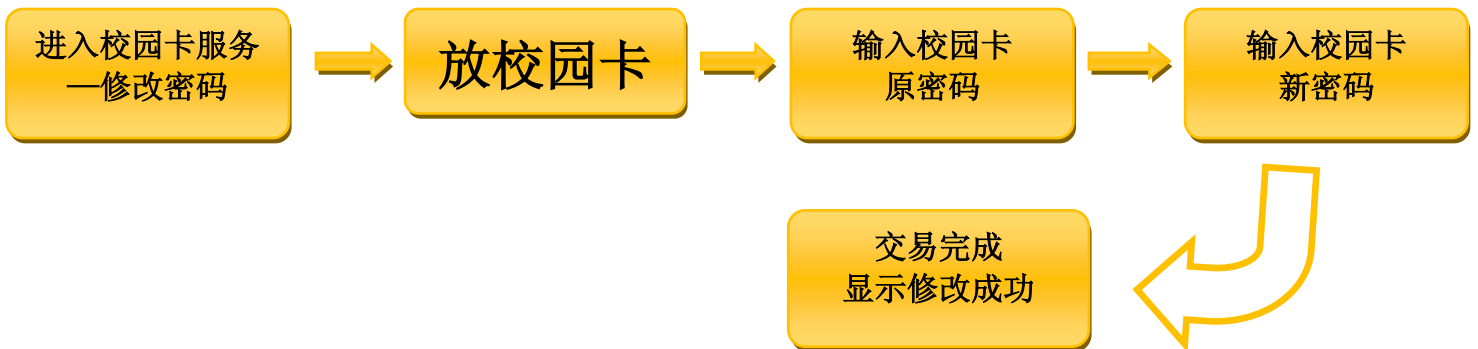 进入校园卡服务
—修改密码
放校园卡
输入校园卡
原密码
输入校园卡
新密码
交易完成
显示修改成功